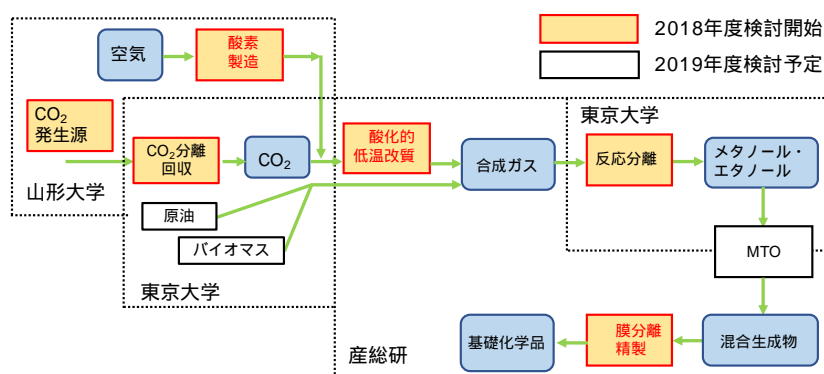 空気
酸素
製造
2018年度検討開始
2019年度検討予定
CO2
発生源
東京大学
CO2分離
回収
CO2
酸化的
低温改質
合成ガス
反応分離
メタノール・
エタノール
山形大学
原油
バイオマス
MTO
東京大学
産総研
基礎化学品
膜分離
精製
混合生成物